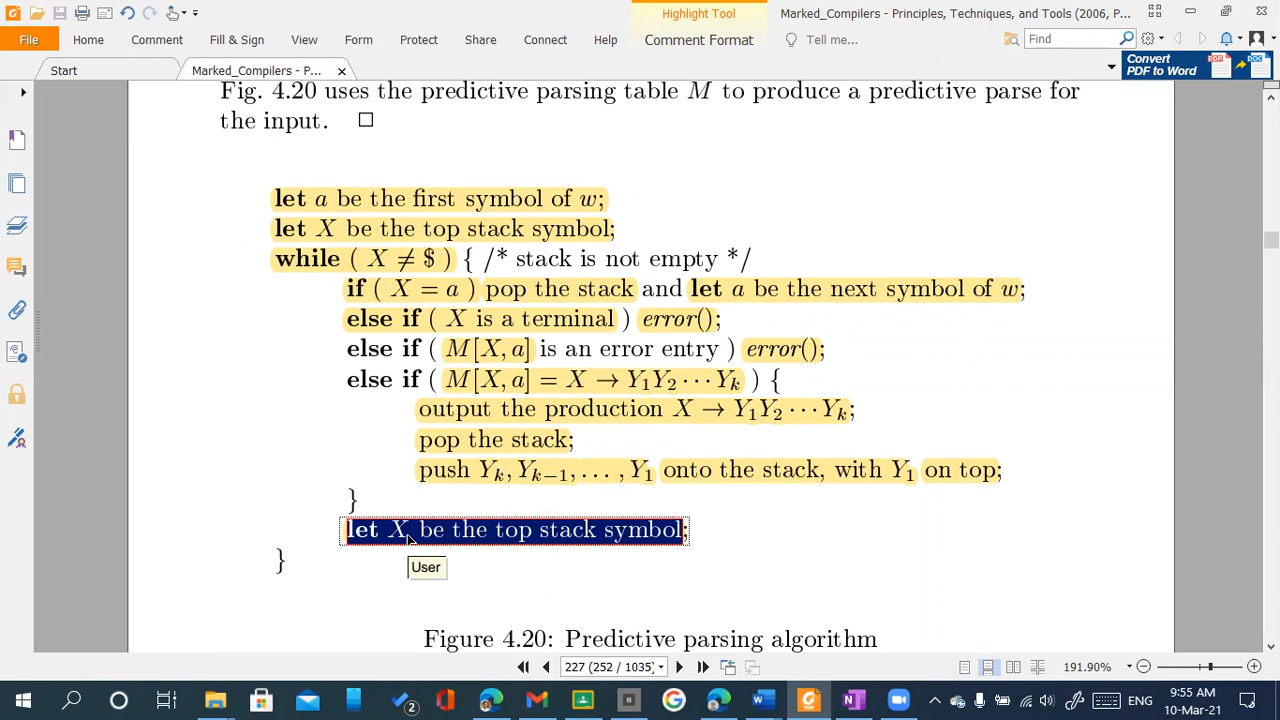 Highlight Tool
Marked_Compilers - Principles, Techniques, and Tools (2006, P...
File Home Comment Fill & Sign View Form Protect Share Connect Help Comment Format Tell me... Find
Start Marked_Compilers - P...
Convert PDF to Word
Fig. 4.20 uses the predictive parsing table M to produce a predictive parse for
the input. □
let a be the first symbol of w;
let X be the top stack symbol;
while ( X ≠ $ ) { /* stack is not empty */
if ( X = a ) pop the stack and let a be the next symbol of w;
else if ( X is a terminal ) error();
else if ( M[X, a] is an error entry ) error();
else if ( M[X, a] = X → Y₁Y₂ ⋯ Yₖ ) {
output the production X → Y₁Y₂ ⋯ Yₖ;
pop the stack;
push Yₖ, Yₖ₋₁, . . . , Y₁ onto the stack, with Y₁ on top;
}
let X be the top stack symbol;
}
User
Figure 4.20: Predictive parsing algorithm
227 (252 / 1035) 191.90%
2 ENG 9:55 AM
10-Mar-21